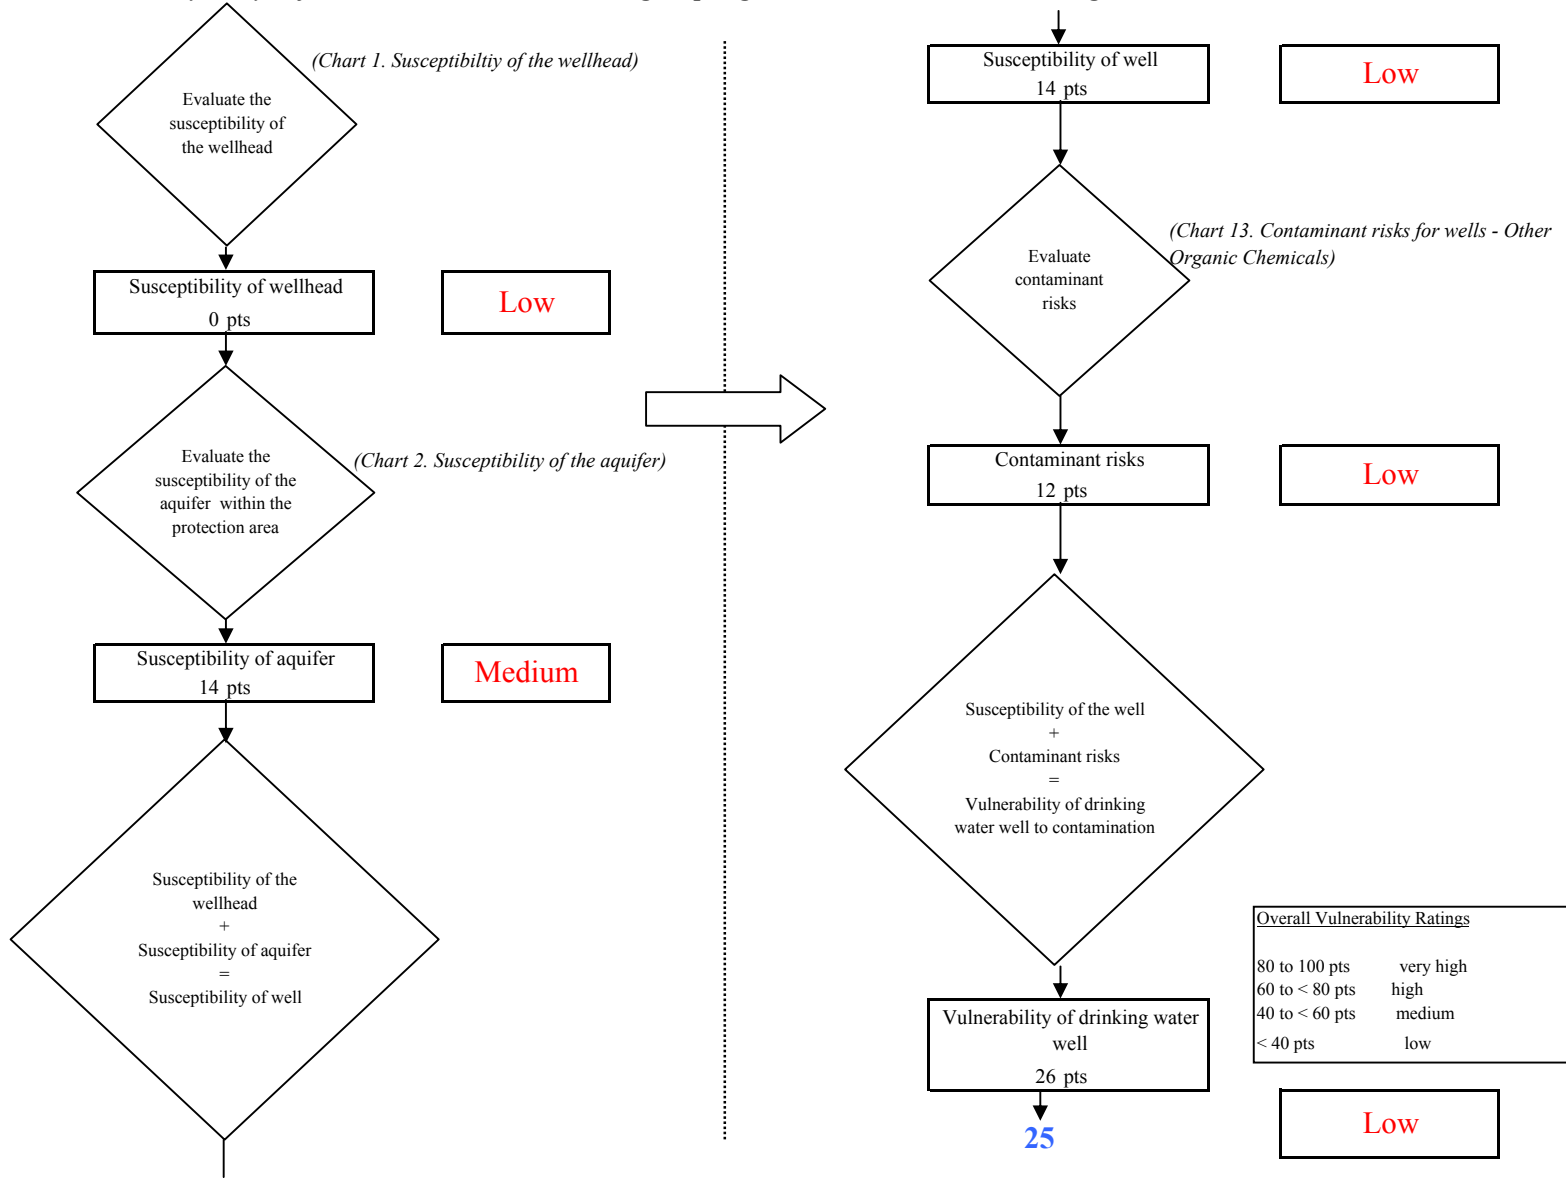 (Chart 1. Susceptibiltiy of the wellhead)
Evaluate the
susceptibility of
the wellhead
Susceptibility of wellhead
0 pts
Low
Evaluate the
susceptibility of the
aquifer within the
protection area
(Chart 2. Susceptibility of the aquifer)
Susceptibility of aquifer
14 pts
Medium
Susceptibility of the
wellhead
+
Susceptibility of aquifer
=
Susceptibility of well
Susceptibility of well
14 pts
Low
Evaluate
contaminant
risks
(Chart 13. Contaminant risks for wells - Other
Organic Chemicals)
Contaminant risks
12 pts
Low
Susceptibility of the well
+
Contaminant risks
=
Vulnerability of drinking
water well to contamination
Overall Vulnerability Ratings
80 to 100 pts very high
60 to < 80 pts high
40 to < 60 pts medium
< 40 pts low
Vulnerability of drinking water
well
26 pts
25
Low